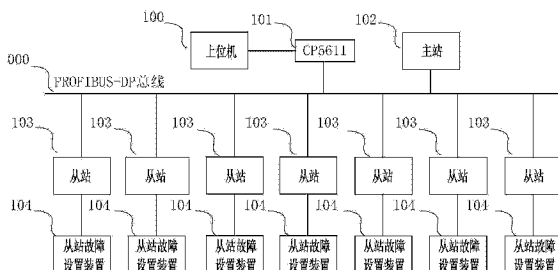 100
101
102
上位机
CP5611
主站
000
PROFIBUS-DP总线
103 103 103 103 103 103 103
从站 从站 从站 从站 从站 从站 从站
104 104 104 104 104 104 104
从站故障 从站故障 从站故障 从站故障 从站故障 从站故障 从站故障
设置装置 设置装置 设置装置 设置装置 设置装置 设置装置 设置装置